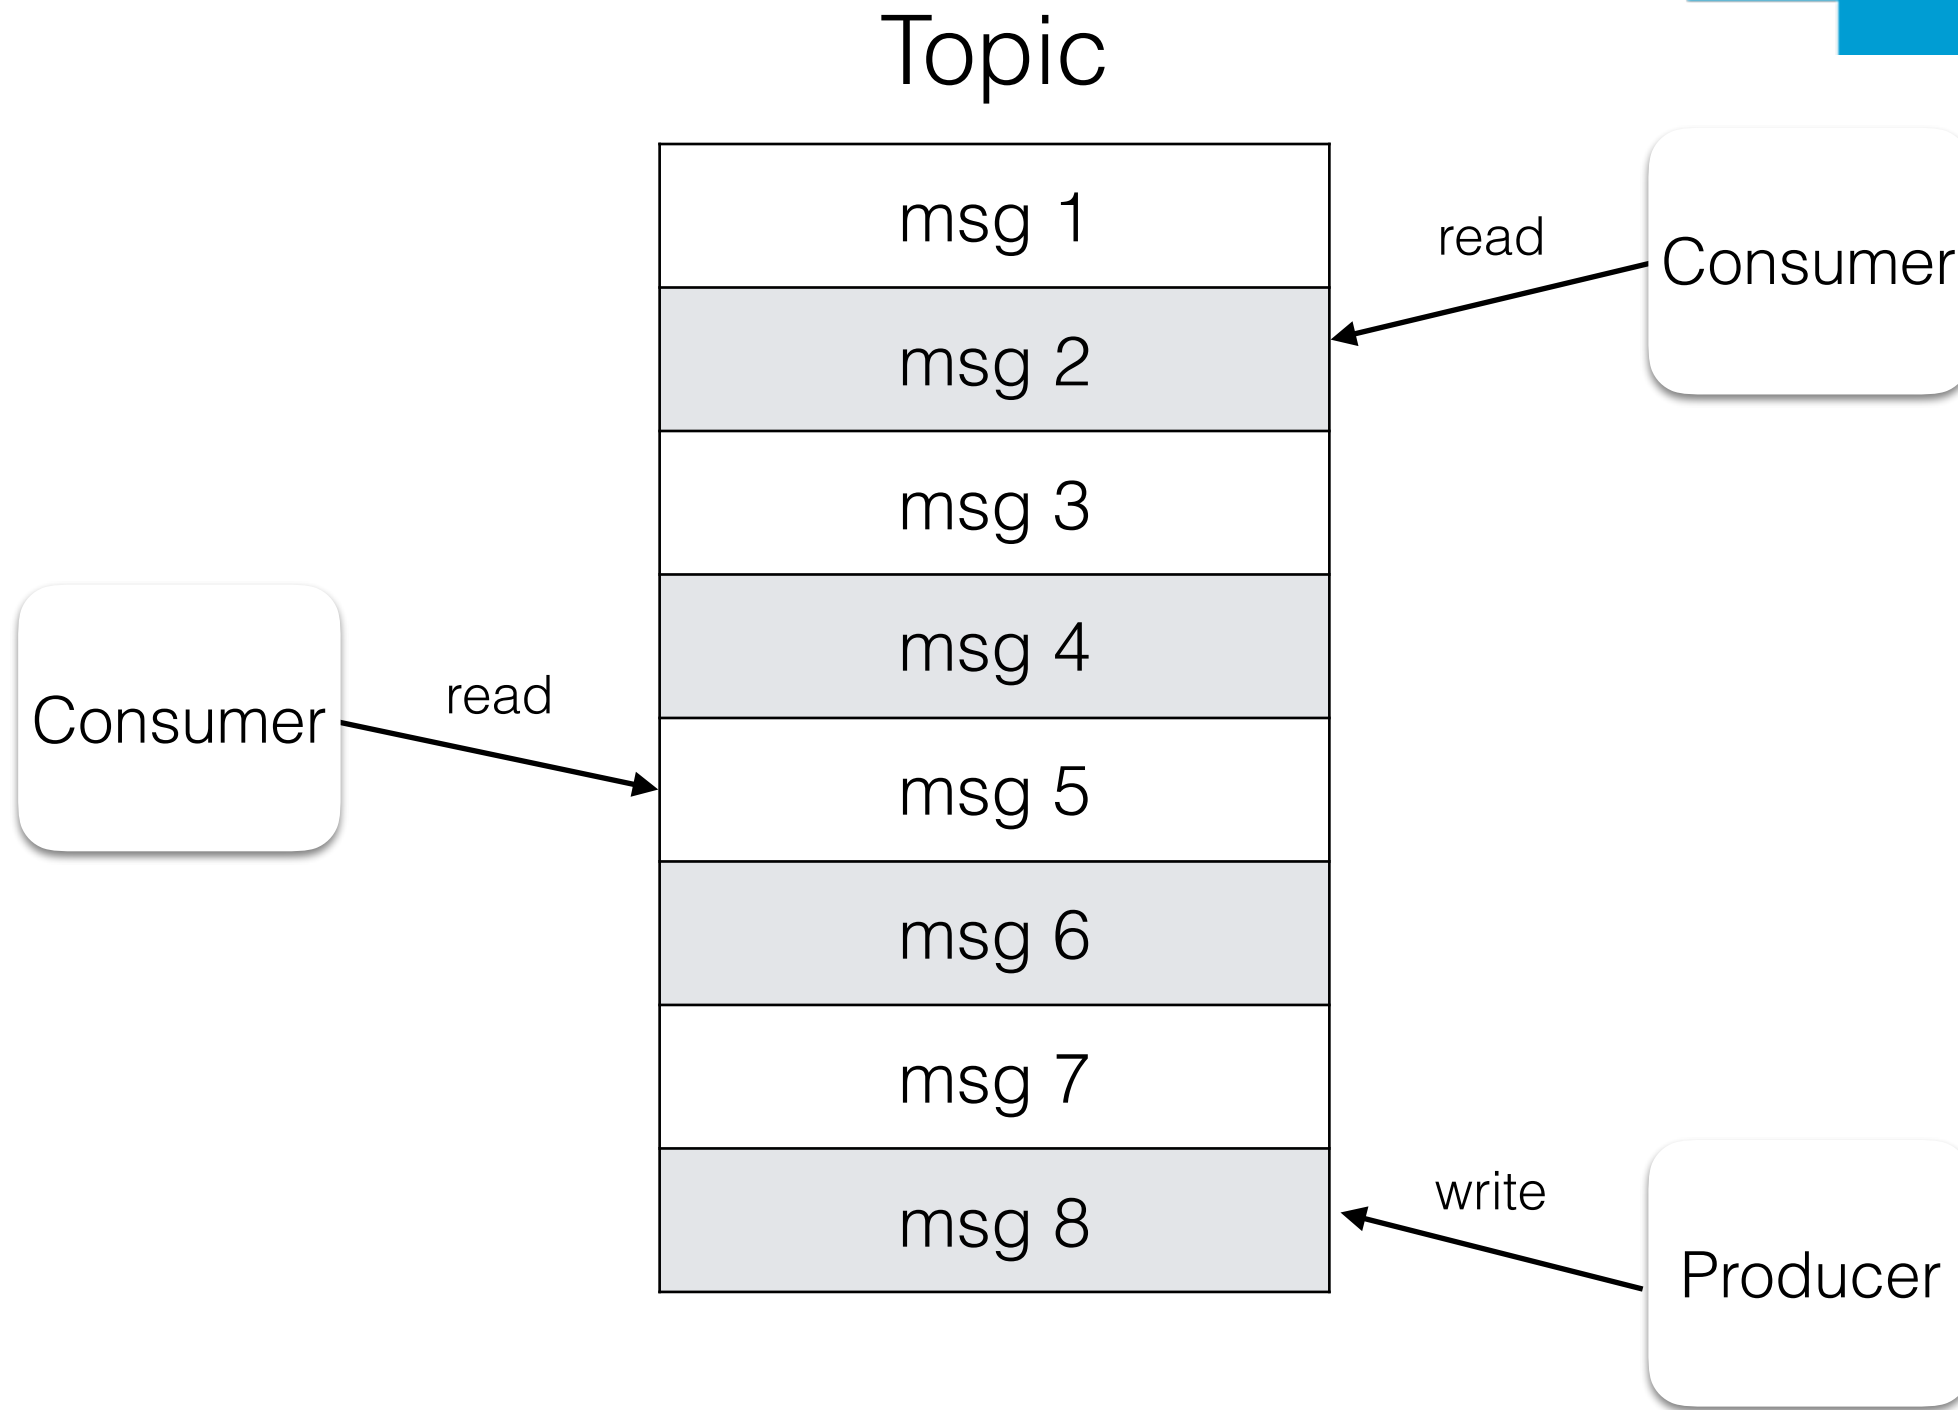 Topic
msg 1
read
Consumer
msg 2
msg 3
msg 4
Consumer
read
msg 5
msg 6
msg 7
write
msg 8
Producer